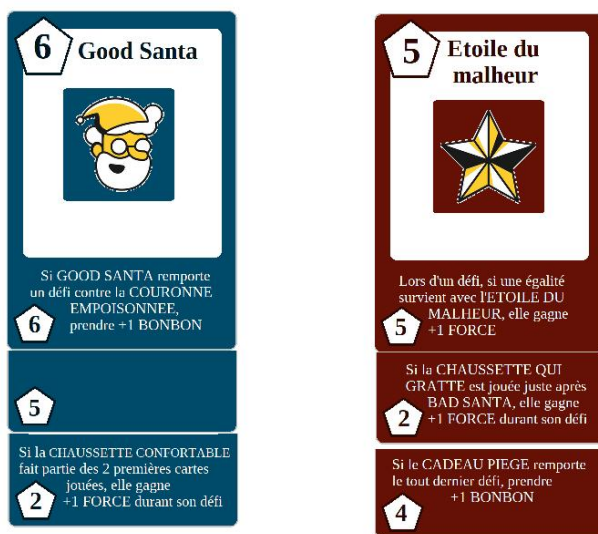 6
Good Santa
Si GOOD SANTA remporte
un défi contre la COURONNE
EMPOISONNEE,
prendre +1 BONBON
6
5
Si la CHAUSSETTE CONFORTABLE
fait partie des 2 premières cartes
jouées, elle gagne
+1 FORCE durant son défi
2
5
Etoile du
malheur
Lors d'un défi, si une égalité
survient avec l'ETOILE DU
MALHEUR, elle gagne
+1 FORCE
5
Si la CHAUSSETTE QUI
GRATTE est jouée juste après
BAD SANTA, elle gagne
+1 FORCE durant son défi
2
Si le CADEAU PIEGE remporte
le tout dernier défi, prendre
+1 BONBON
4